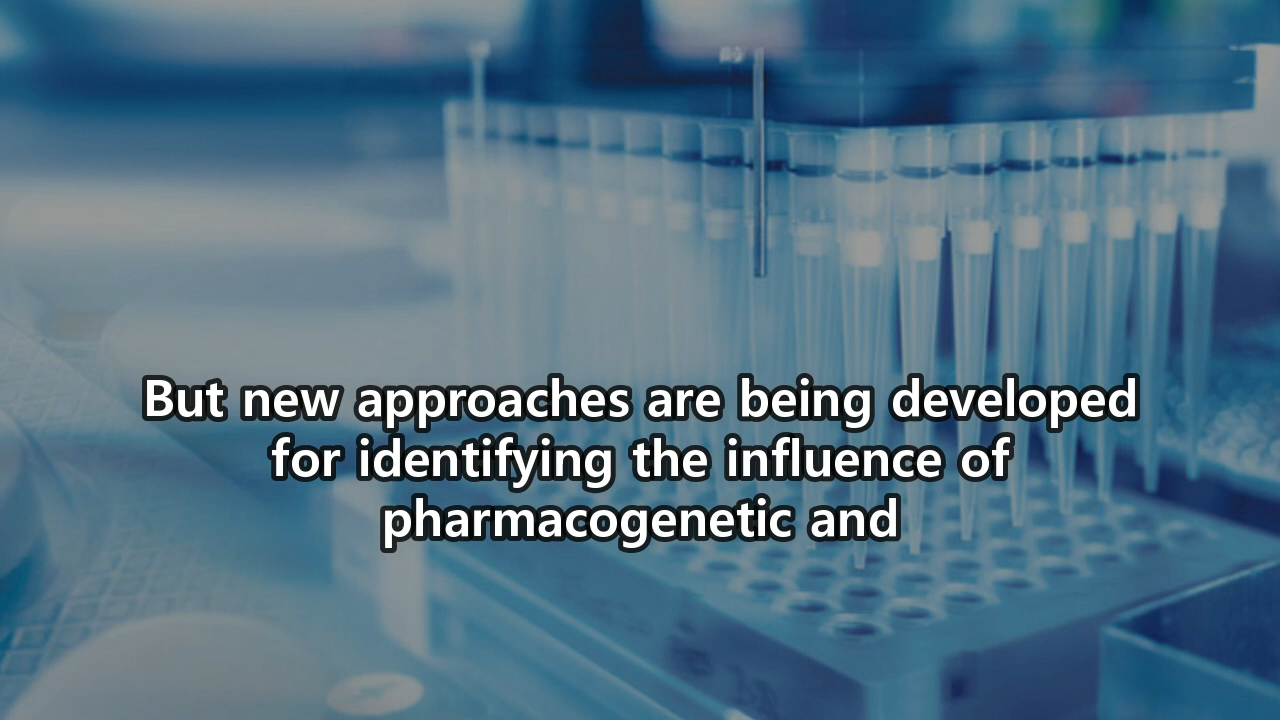 But new approaches are being developed
for identifying the influence of
pharmacogenetic and